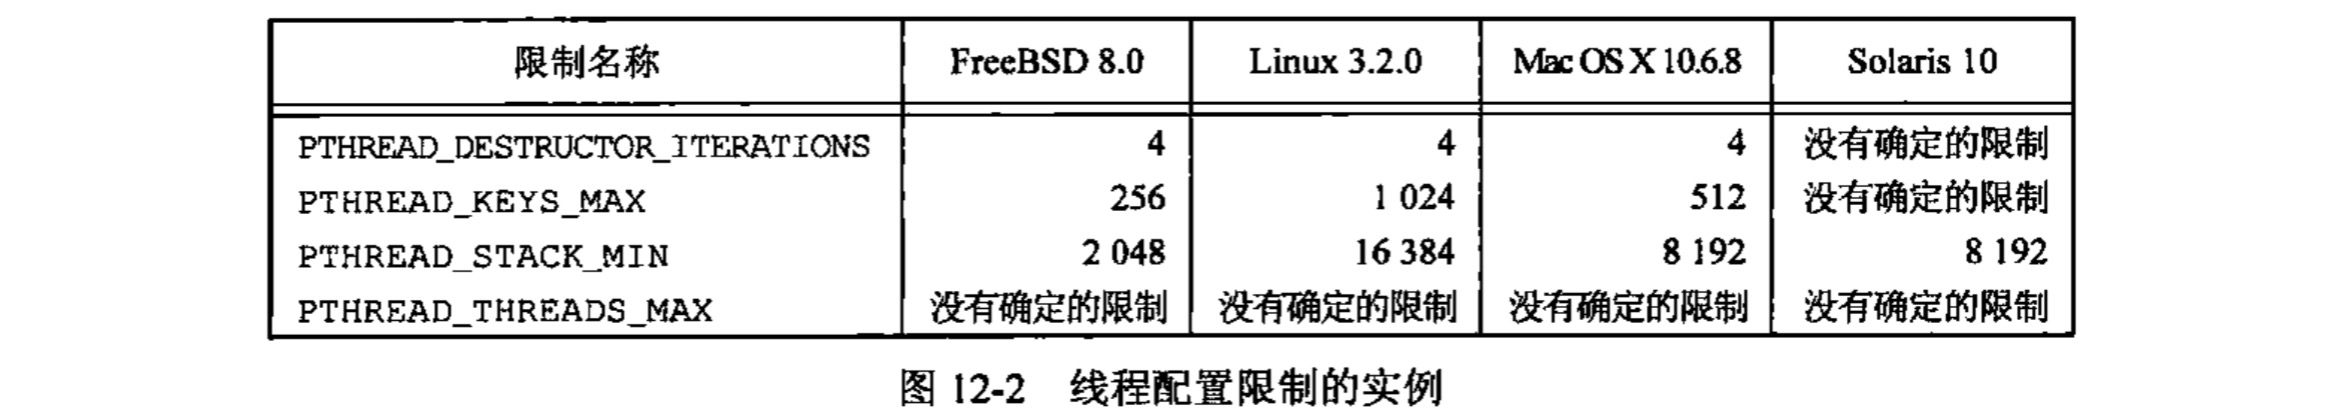 限制名称 FreeBSD 8.0 Linux 3.2.0 Mac OS X 10.6.8 Solaris 10
PTHREAD_DESTRUCTOR_ITERATIONS 4 4 4 没有确定的限制
PTHREAD_KEYS_MAX 256 1 024 512 没有确定的限制
PTHREAD_STACK_MIN 2 048 16 384 8 192 8 192
PTHREAD_THREADS_MAX 没有确定的限制 没有确定的限制 没有确定的限制 没有确定的限制
图 12-2 线程配置限制的实例